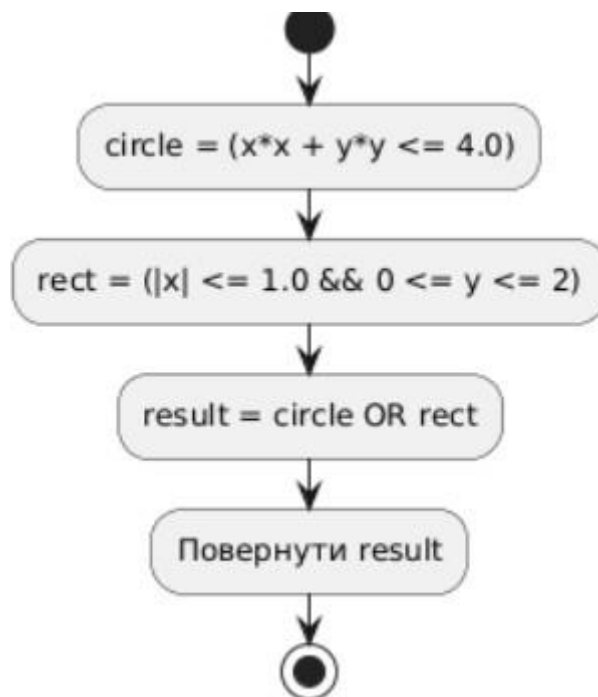 circle = (x*x + y*y <= 4.0)
rect = (|x| <= 1.0 && 0 <= y <= 2)
result = circle OR rect
Повернути result